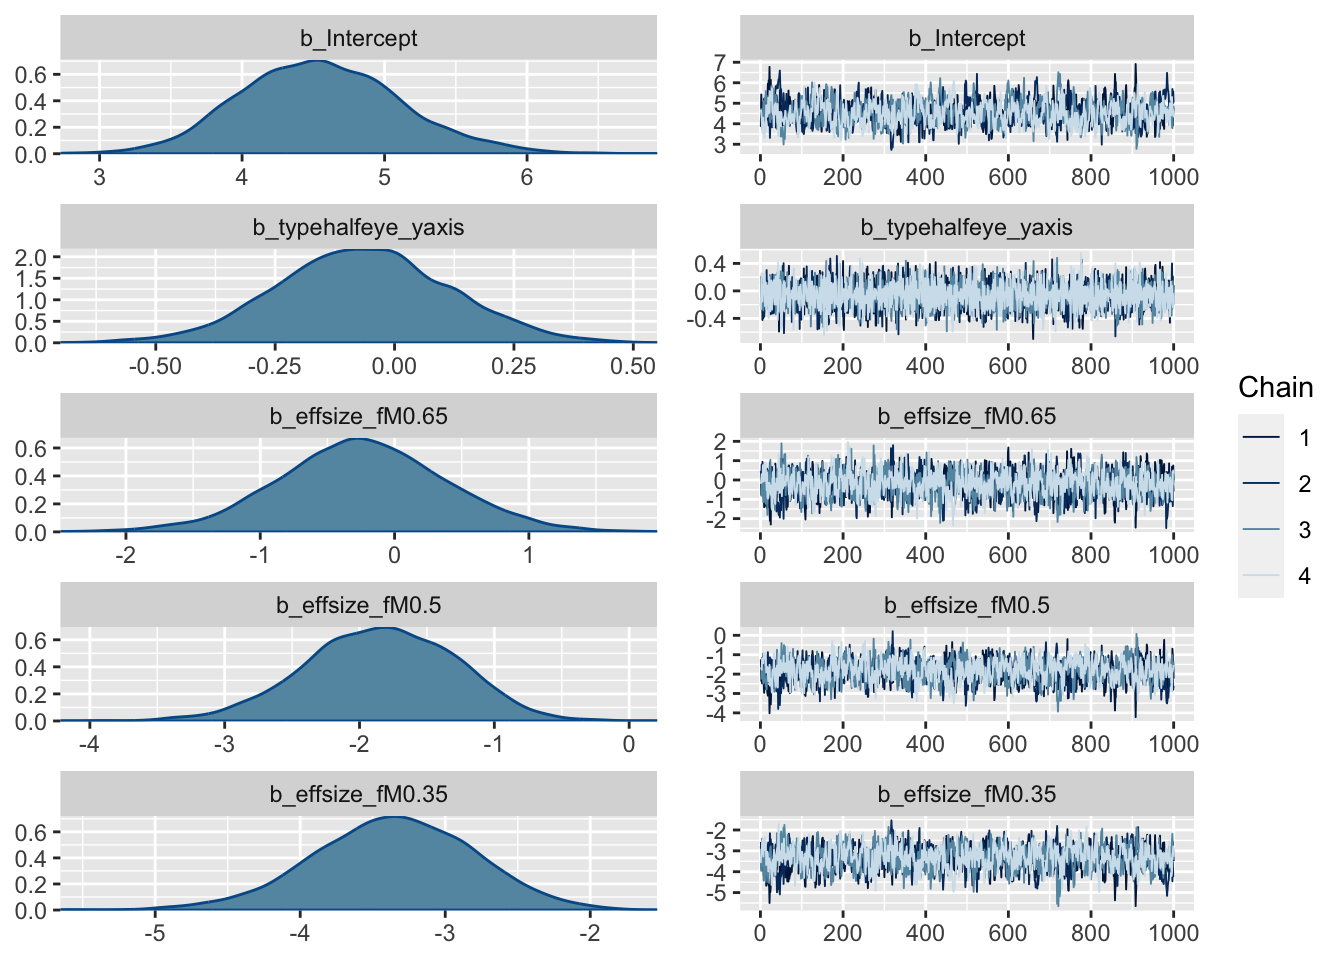 b_Intercept
0.6
0.4
0.2
0.0
3 4 5 6
b_Intercept
7
6
5
4
3
0 200 400 600 800 1000
b_typehalfeye_yaxis
2.0
1.5
1.0
0.5
0.0
-0.50 -0.25 0.00 0.25 0.50
b_typehalfeye_yaxis
0.4
0.0
-0.4
0 200 400 600 800 1000
b_effsize_fM0.65
0.6
0.4
0.2
0.0
-2 -1 0 1
b_effsize_fM0.65
2
1
0
-1
-2
0 200 400 600 800 1000
b_effsize_fM0.5
0.6
0.4
0.2
0.0
-4 -3 -2 -1 0
b_effsize_fM0.5
0
-1
-2
-3
-4
0 200 400 600 800 1000
b_effsize_fM0.35
0.6
0.4
0.2
0.0
-5 -4 -3 -2
b_effsize_fM0.35
-2
-3
-4
-5
0 200 400 600 800 1000
Chain
1
2
3
4